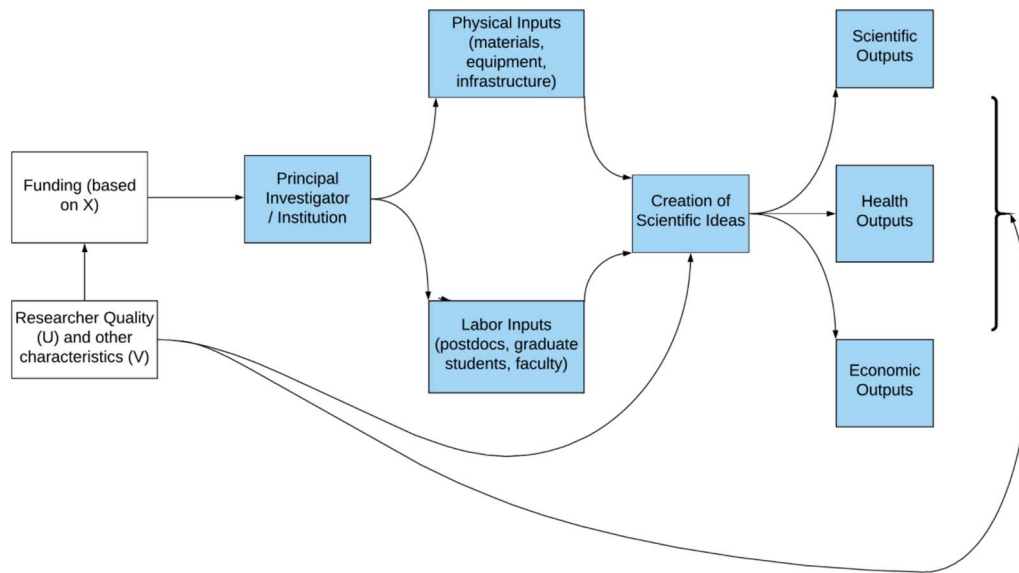 Funding (based
on X)
Researcher Quality
(U) and other
characteristics (V)
Principal
Investigator
/ Institution
Physical Inputs
(materials,
equipment,
infrastructure)
Labor Inputs
(postdocs, graduate
students, faculty)
Creation of
Scientific Ideas
Scientific
Outputs
Health
Outputs
Economic
Outputs